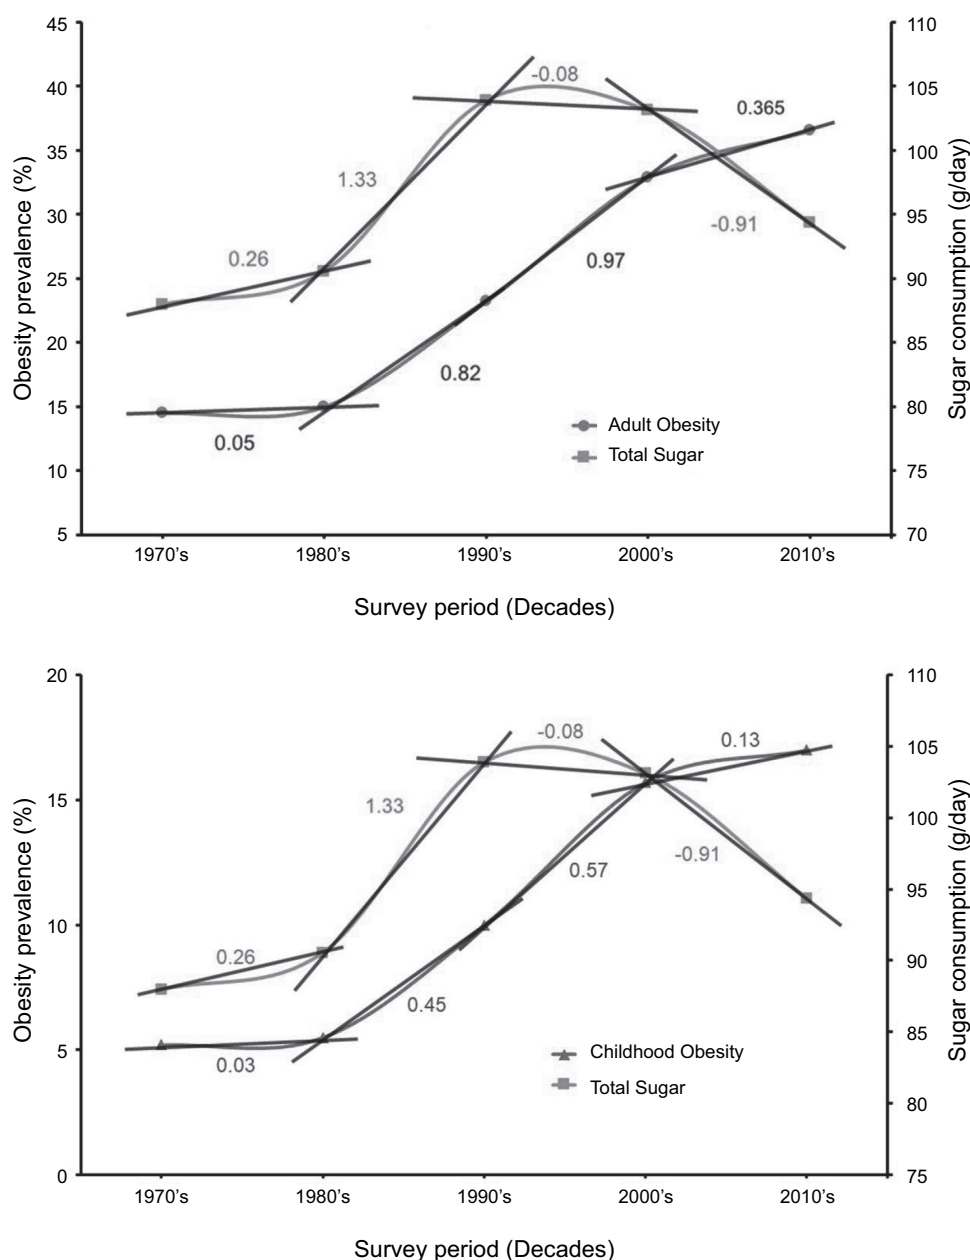 45
40
35
30
25
20
15
10
5
Obesity prevalence (%)
110
105
100
95
90
85
80
75
70
Sugar consumption (g/day)
-0.08
0.365
1.33
0.26
-0.91
0.97
0.82
0.05
Adult Obesity
Total Sugar
1970's
1980's
1990's
2000's
2010's
Survey period (Decades)
20
15
10
5
0
Obesity prevalence (%)
110
105
100
95
90
85
80
75
Sugar consumption (g/day)
-0.08
0.13
1.33
-0.91
0.57
0.26
0.45
0.03
Childhood Obesity
Total Sugar
1970's
1980's
1990's
2000's
2010's
Survey period (Decades)